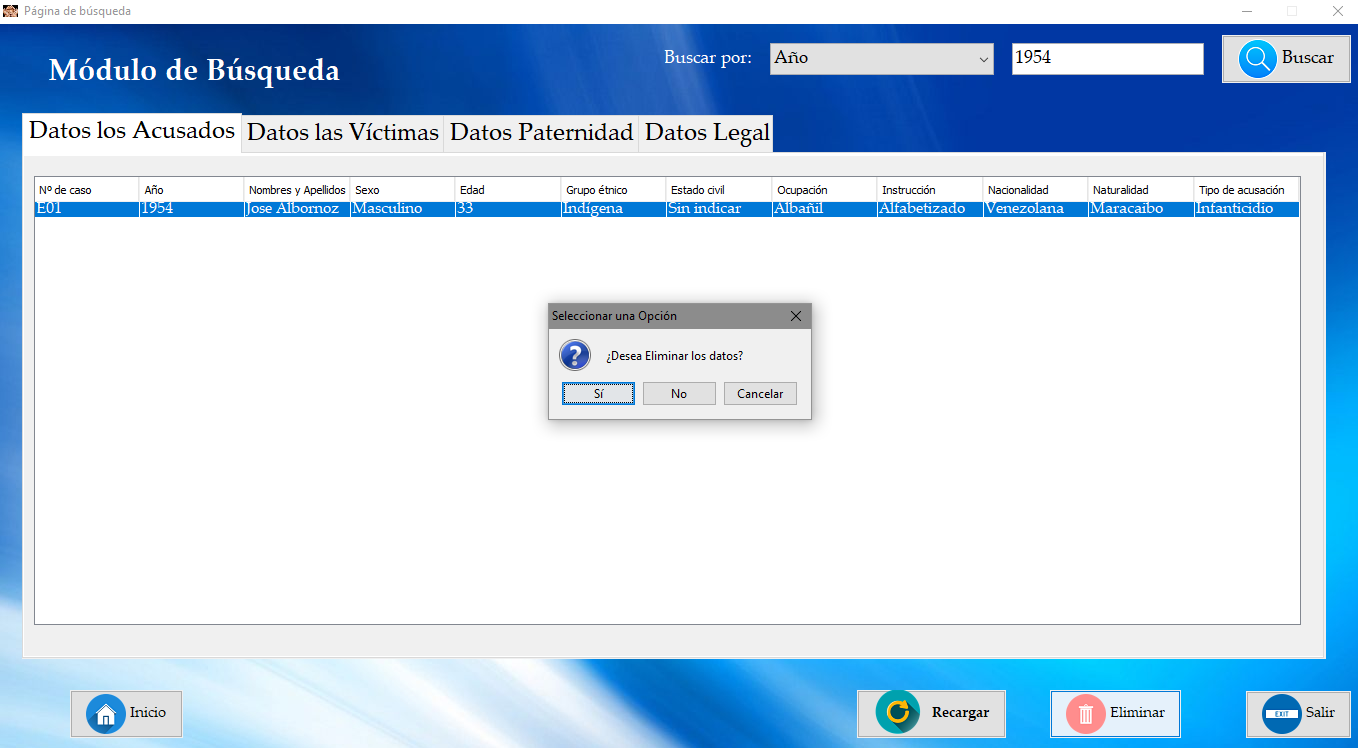 Página de búsqueda
Módulo de Búsqueda
Buscar por:
Año
1954
Buscar
Datos los Acusados
Datos las Víctimas
Datos Paternidad
Datos Legal
Nº de caso Año Nombres y Apellidos Sexo Edad Grupo étnico Estado civil Ocupación Instrucción Nacionalidad Naturalidad Tipo de acusación
E01 1954 Jose Albornoz Masculino 33 Indígena Sin indicar Albañil Alfabetizado Venezolana Maracaibo Infanticidio
Seleccionar una Opción
¿Desea Eliminar los datos?
Sí
No
Cancelar
Inicio
Recargar
Eliminar
EXIT
Salir